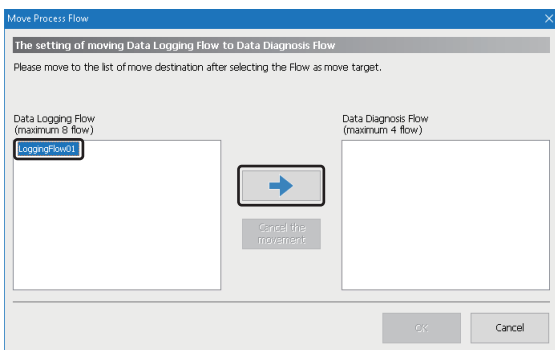 Move Process Flow
The setting of moving Data Logging Flow to Data Diagnosis Flow
Please move to the list of move destination after selecting the Flow as move target.
Data Logging Flow
(maximum 8 flow)
LoggingFlow01
Cancel the
movement
Data Diagnosis Flow
(maximum 4 flow)
OK
Cancel